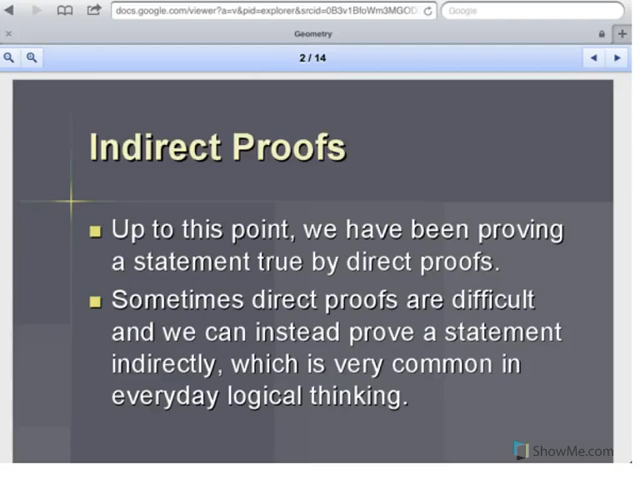 docs.google.com/viewer?a=v&pid=explorer&srcid=0B3v1BfoWm3MGOD
Google
Geometry
2 / 14
Indirect Proofs
Up to this point, we have been proving
a statement true by direct proofs.
Sometimes direct proofs are difficult
and we can instead prove a statement
indirectly, which is very common in
everyday logical thinking.
ShowMe.com